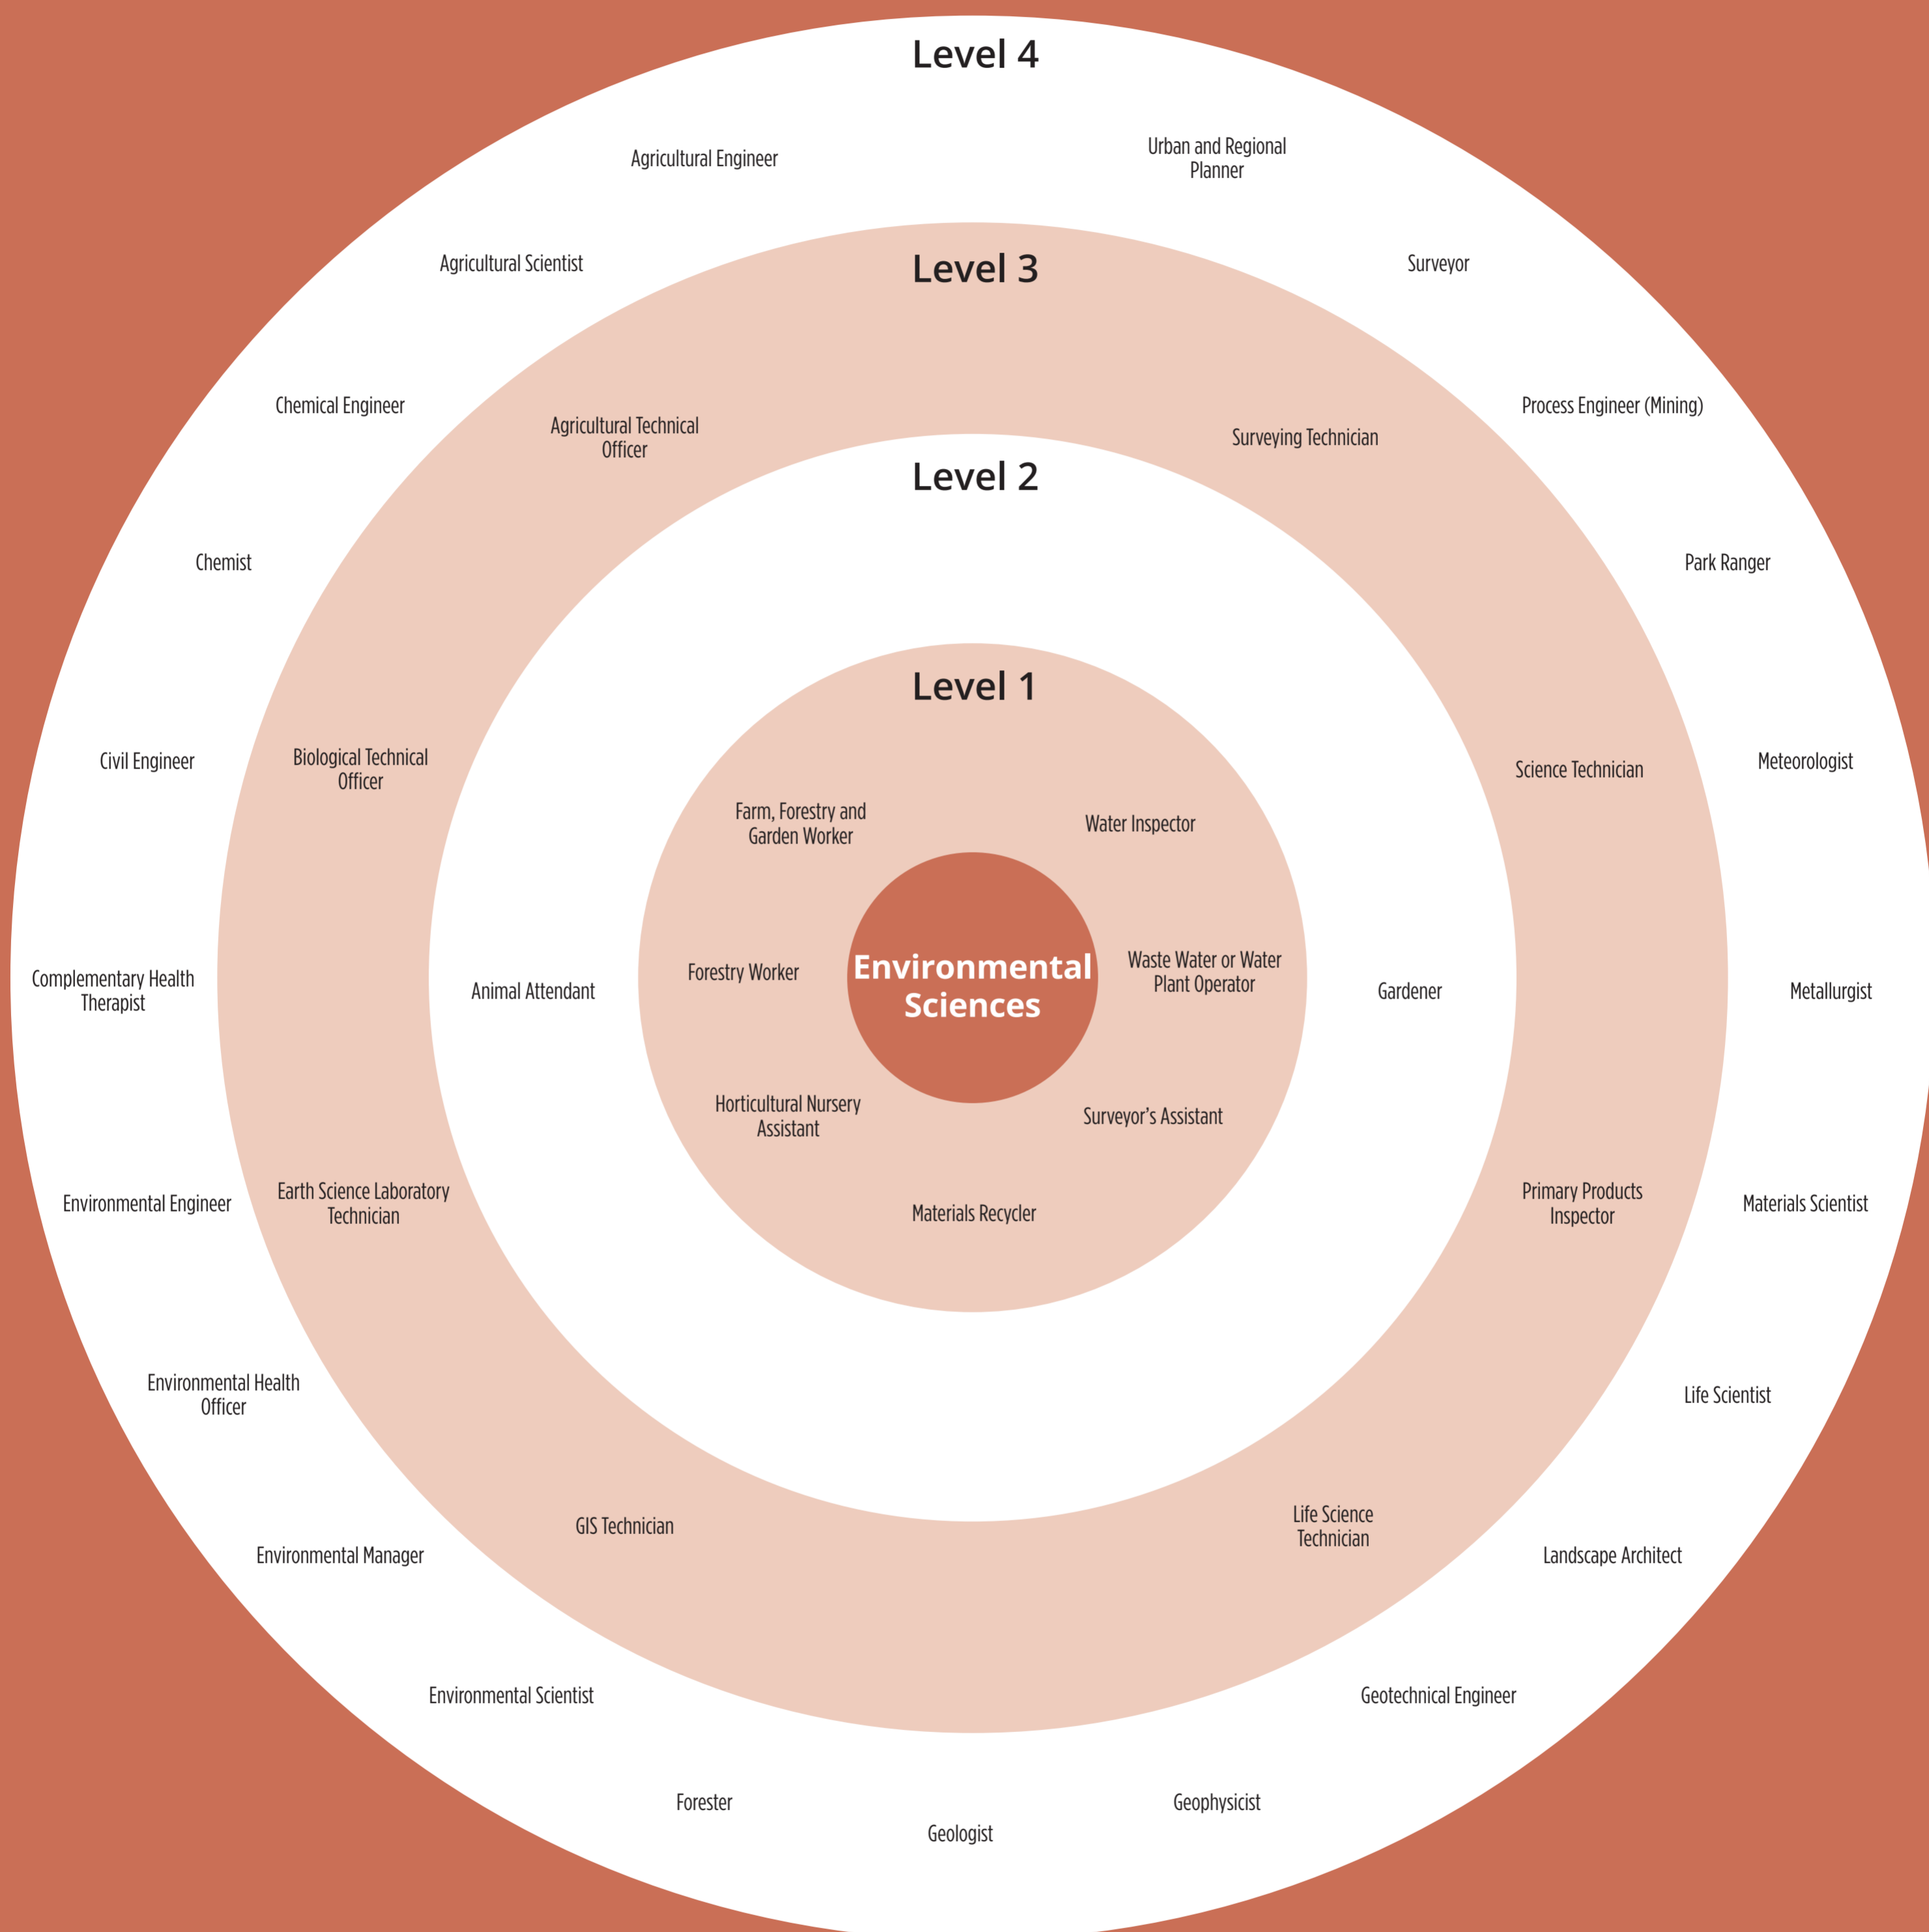 Level 4
Agricultural Engineer
Urban and Regional
Planner
Agricultural Scientist
Surveyor
Chemical Engineer
Process Engineer (Mining)
Chemist
Park Ranger
Civil Engineer
Meteorologist
Complementary Health
Therapist
Metallurgist
Environmental Engineer
Materials Scientist
Environmental Health
Officer
Life Scientist
Environmental Manager
Landscape Architect
Environmental Scientist
Geotechnical Engineer
Forester
Geophysicist
Geologist
Level 3
Agricultural Technical
Officer
Surveying Technician
Biological Technical
Officer
Science Technician
Earth Science Laboratory
Technician
Primary Products
Inspector
GIS Technician
Life Science
Technician
Level 2
Animal Attendant
Gardener
Level 1
Farm, Forestry and
Garden Worker
Water Inspector
Forestry Worker
Waste Water or Water
Plant Operator
Horticultural Nursery
Assistant
Surveyor’s Assistant
Materials Recycler
Environmental
Sciences